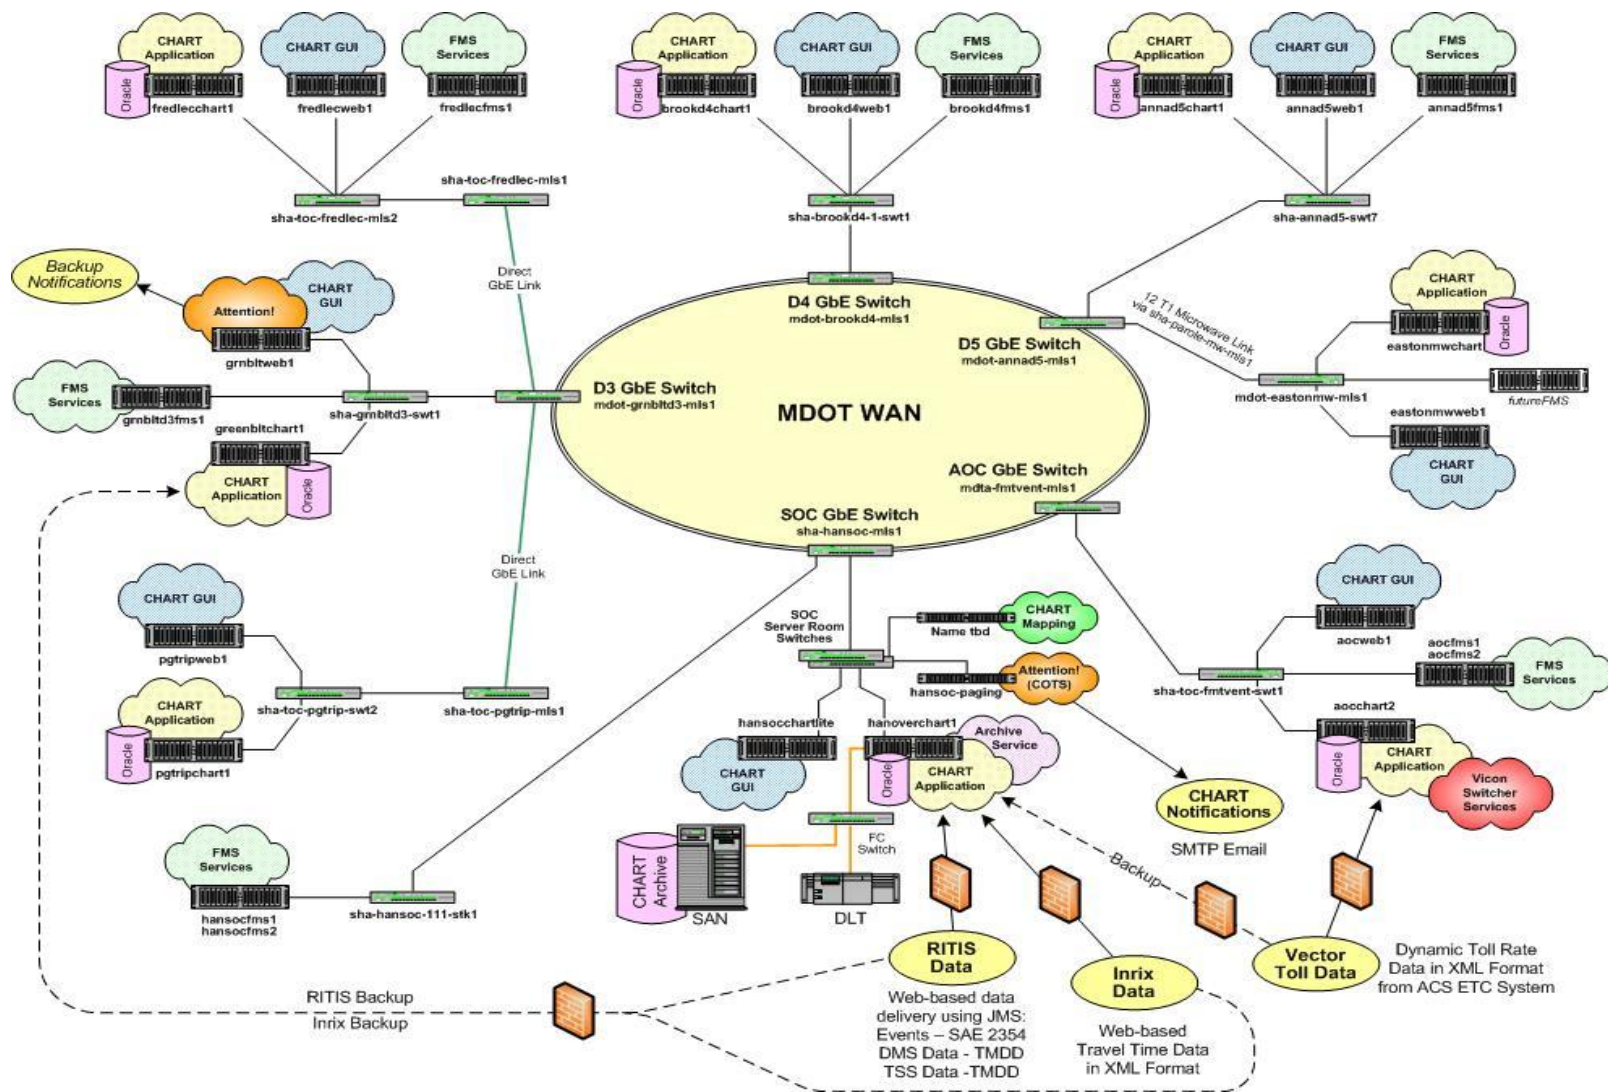 CHART
Application
Oracle
fredlecchart1
CHART GUI
fredlecweb1
FMS
Services
fredlecfms1
CHART
Application
Oracle
brookd4chart1
CHART GUI
brookd4web1
FMS
Services
brookd4fms1
CHART
Application
Oracle
annad5chart1
CHART GUI
annad5web1
FMS
Services
annad5fms1
sha-toc-fredlec-mls1
sha-toc-fredlec-mls2
sha-brookd4-1-swt1
sha-annad5-swt7
Backup
Notifications
Attention!
CHART
GUI
grnbltweb1
Direct
GbE Link
D4 GbE Switch
mdot-brookd4-mls1
D5 GbE Switch
mdot-annad5-mls1
12 T1 Microwave Link
via sha-parole-mw-mls1
CHART
Application
Oracle
eastonmwchart
FMS
Services
grnbltd3fms1
sha-grnbltd3-swt1
D3 GbE Switch
mdot-grnbltd3-mls1
MDOT WAN
mdot-eastonmw-mls1
futureFMS
greenbltchart1
CHART
Application
Oracle
eastonmwweb1
CHART
GUI
AOC GbE Switch
mdta-fmtvent-mls1
SOC GbE Switch
sha-hansoc-mls1
Direct
GbE Link
CHART GUI
pgtripweb1
SOC
Server Room
Switches
Name tbd
CHART
Mapping
CHART GUI
aocweb1
aocfms1
aocfms2
FMS
Services
hansoc-paging
Attention!
(COTS)
sha-toc-fmtvent-swt1
sha-toc-pgtrip-swt2
sha-toc-pgtrip-mls1
CHART
Application
Oracle
pgtripchart1
hansocchartlite
CHART
GUI
hanoverchart1
Archive
Service
Oracle
CHART
Application
aocchart2
Oracle
CHART
Application
Vicon
Switcher
Services
CHART
Notifications
SMTP Email
FC
Switch
FMS
Services
hansocfms1
hansocfms2
sha-hansoc-111-stk1
CHART
Archive
SAN
DLT
Backup
RITIS
Data
Inrix
Data
Vector
Toll Data
Dynamic Toll Rate
Data in XML Format
from ACS ETC System
RITIS Backup
Inrix Backup
Web-based data
delivery using JMS:
Events – SAE 2354
DMS Data - TMDD
TSS Data -TMDD
Web-based
Travel Time Data
in XML Format